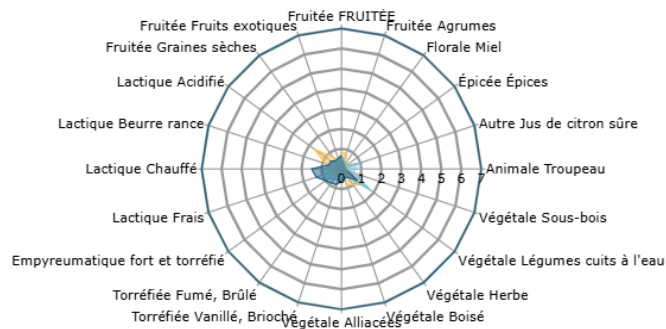 Fruitée FRUITÉE
Fruitée Fruits exotiques
Fruitée Agrumes
Fruitée Graines sèches
Florale Miel
Lactique Acidifié
Épicée Épices
Lactique Beurre rance
Autre Jus de citron sûre
Lactique Chauffé
0 1 2 3 4 5 6 7
Animale Troupeau
Lactique Frais
Végétale Sous-bois
Empyreumatique fort et torréfié
Végétale Légumes cuits à l'eau
Torréfiée Fumé, Brûlé
Végétale Herbe
Torréfiée Vanillé, Brioché
Végétale Boisé
Végétale Alliacées